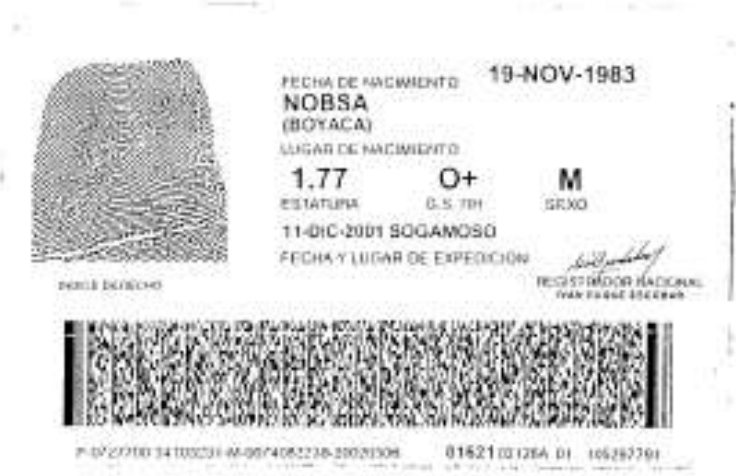 FECHA DE NACIMIENTO 19-NOV-1983
NOBSA
(BOYACA)
LUGAR DE NACIMIENTO
1.77 O+ M
ESTATURA G.S. RH SEXO
11-DIC-2001 SOGAMOSO
FECHA Y LUGAR DE EXPEDICION
INDICE DERECHO
REGISTRADOR NACIONAL